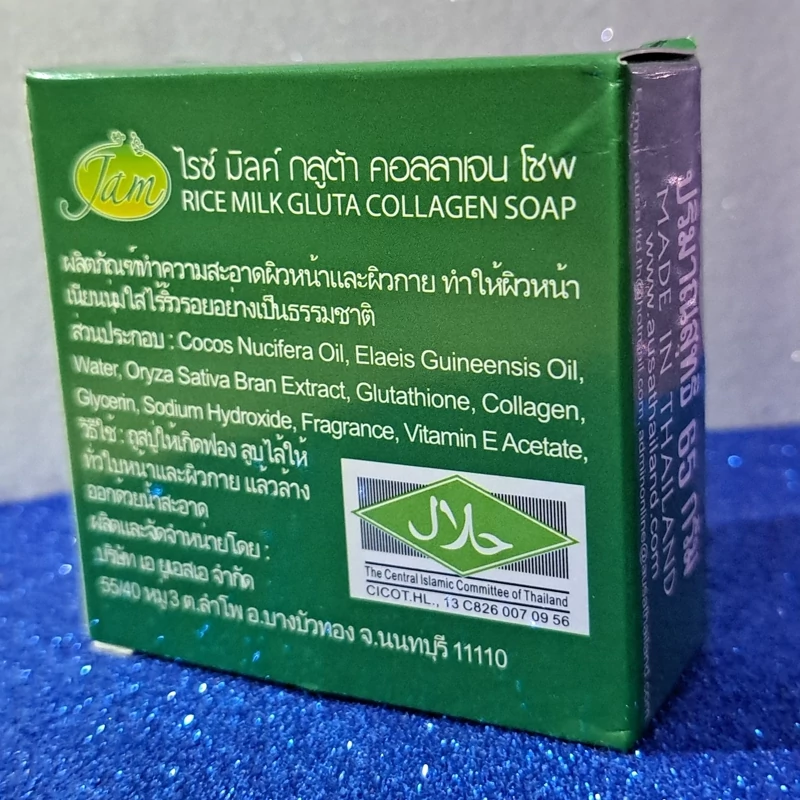 Jam
ไรซ์ มิลค์ กลูต้า คอลลาเจน โซพ
RICE MILK GLUTA COLLAGEN SOAP
ผลิตภัณฑ์ทำความสะอาดผิวหน้าและผิวกาย ทำให้ผิวหน้า
เนียนนุ่มใสไร้ริ้วรอยอย่างเป็นธรรมชาติ
ส่วนประกอบ : Cocos Nucifera Oil, Elaeis Guineensis Oil,
Water, Oryza Sativa Bran Extract, Glutathione, Collagen,
Glycerin, Sodium Hydroxide, Fragrance, Vitamin E Acetate,
วิธีใช้ : ถูสบู่ให้เกิดฟอง ลูบไล้ให้
ทั่วใบหน้าและผิวกาย แล้วล้าง
ออกด้วยน้ำสะอาด
ผลิตและจัดจำหน่ายโดย :
บริษัท เอ ยูเอสเอ จำกัด
55/40 หมู่ 3 ต.ลำโพ อ.บางบัวทอง จ.นนทบุรี 11110
حلال
The Central Islamic Committee of Thailand
CICOT.HL., 13 C826 007 09 56
ปริมาณสุทธิ 65 กรัม
MADE IN THAILAND
www.ausathailand.com